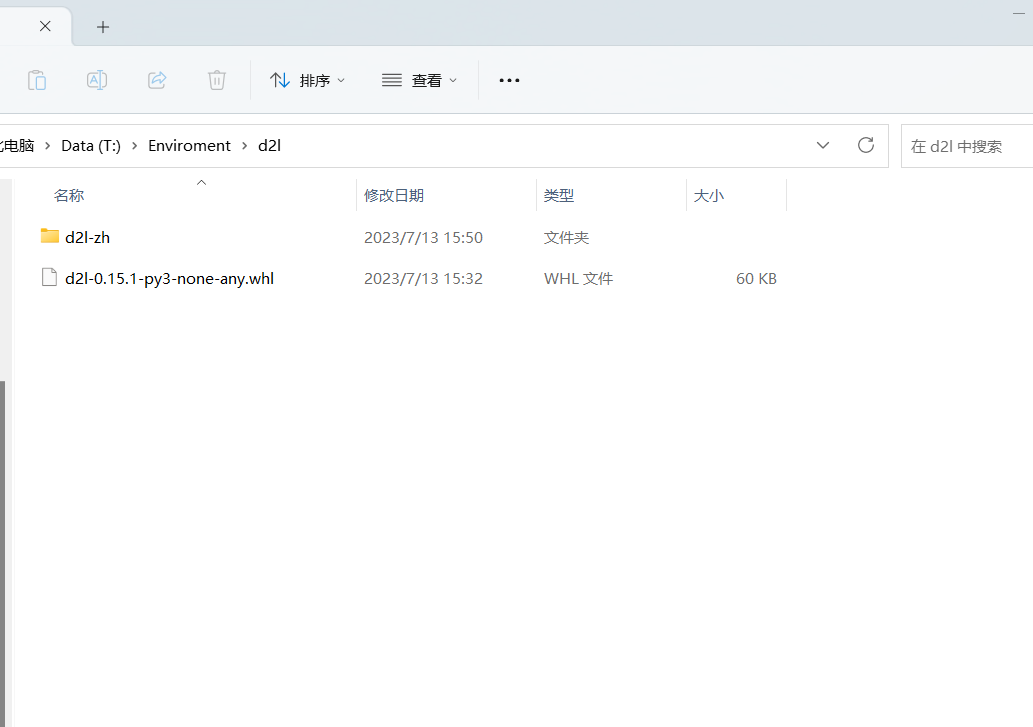 排序 查看
电脑 > Data (T:) > Enviroment > d2l 在 d2l 中搜索
名称 修改日期 类型 大小
d2l-zh 2023/7/13 15:50 文件夹
d2l-0.15.1-py3-none-any.whl 2023/7/13 15:32 WHL 文件 60 KB